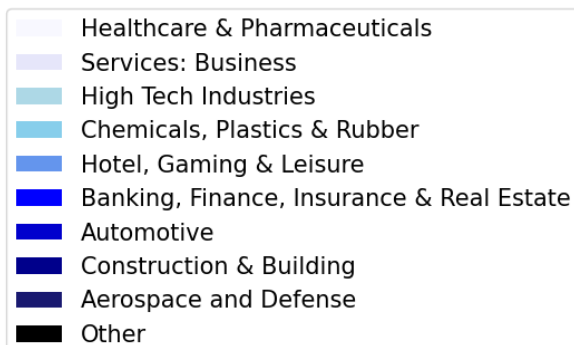 Healthcare & Pharmaceuticals
Services: Business
High Tech Industries
Chemicals, Plastics & Rubber
Hotel, Gaming & Leisure
Banking, Finance, Insurance & Real Estate
Automotive
Construction & Building
Aerospace and Defense
Other